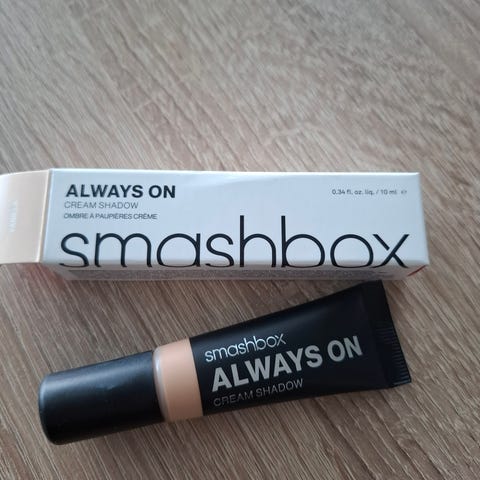 ALWAYS ON
CREAM SHADOW
OMBRE À PAUPIÈRES CRÈME
0.34 fl. oz. liq. / 10 ml ℮
smashbox
smashbox
ALWAYS ON
CREAM SHADOW